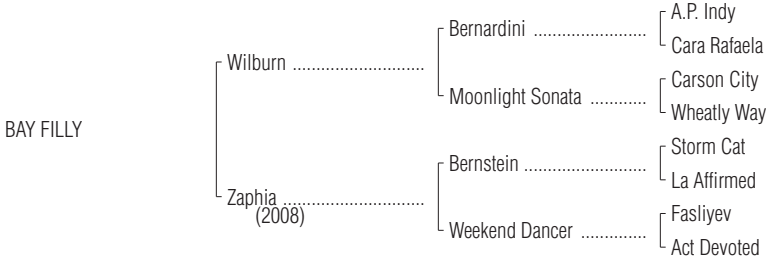 A.P. Indy
Bernardini ........................
Cara Rafaela
Wilburn ............................
Carson City
Moonlight Sonata ............
Wheatly Way
BAY FILLY
Storm Cat
Bernstein ..........................
La Affirmed
Zaphia ..............................
(2008)
Fasliyev
Weekend Dancer ..............
Act Devoted